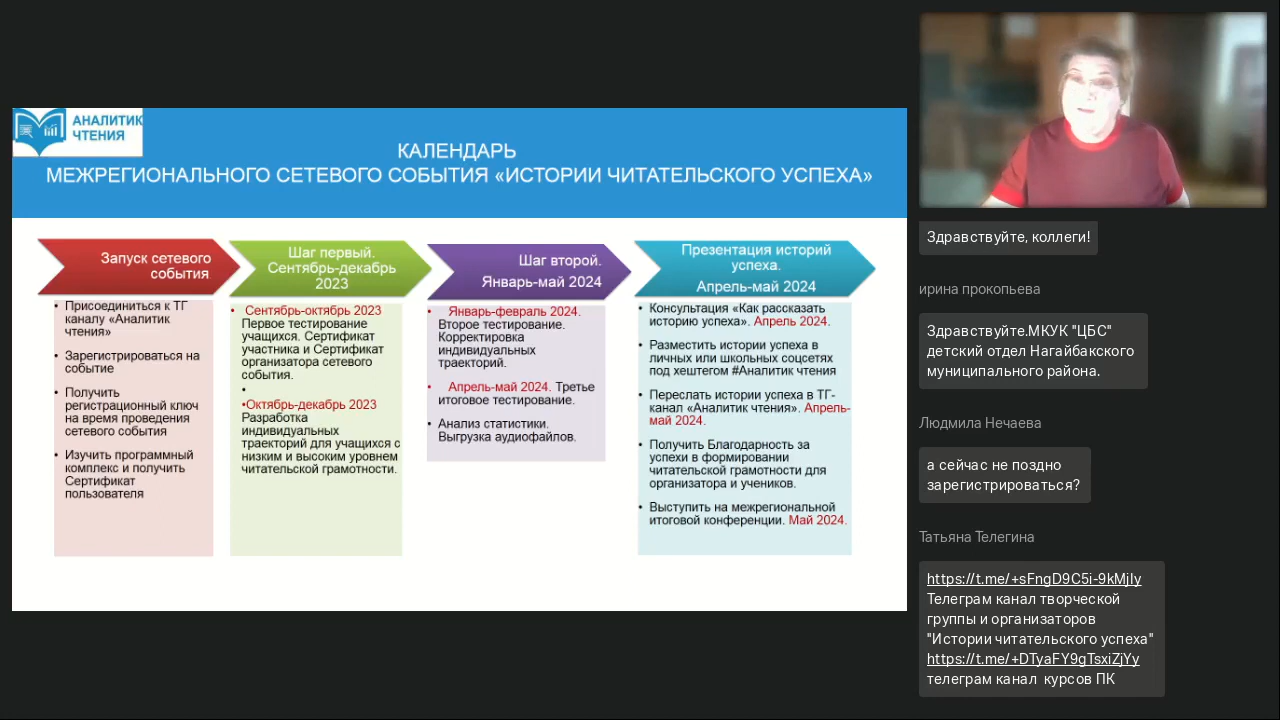 АНАЛИТИК
ЧТЕНИЯ
КАЛЕНДАРЬ
МЕЖРЕГИОНАЛЬНОГО СЕТЕВОГО СОБЫТИЯ «ИСТОРИИ ЧИТАТЕЛЬСКОГО УСПЕХА»
Запуск сетевого
события
• Присоединиться к ТГ
каналу «Аналитик
чтения»
• Зарегистрироваться на
событие
• Получить
регистрационный ключ
на время проведения
сетевого события
• Изучить программный
комплекс и получить
Сертификат
пользователя
Шаг первый.
Сентябрь-декабрь
2023
• Сентябрь-октябрь 2023
Первое тестирование
учащихся. Сертификат
участника и Сертификат
организатора сетевого
события.
•
•Октябрь-декабрь 2023
Разработка
индивидуальных
траекторий для учащихся с
низким и высоким уровнем
читательской грамотности.
Шаг второй.
Январь-май 2024
• Январь-февраль 2024.
Второе тестирование.
Корректировка
индивидуальных
траекторий.
• Апрель-май 2024. Третье
итоговое тестирование.
• Анализ статистики.
Выгрузка аудиофайлов.
Презентация историй
успеха.
Апрель-май 2024
• Консультация «Как рассказать
историю успеха». Апрель 2024.
• Разместить истории успеха в
личных или школьных соцсетях
под хештегом #Аналитик чтения
• Переслать истории успеха в ТГ-
канал «Аналитик чтения». Апрель-
май 2024.
• Получить Благодарность за
успехи в формировании
читательской грамотности для
организатора и учеников.
• Выступить на межрегиональной
итоговой конференции. Май 2024.
Здравствуйте, коллеги!
ирина прокопьева
Здравствуйте.МКУК "ЦБС"
детский отдел Нагайбакского
муниципального района.
Людмила Нечаева
а сейчас не поздно
зарегистрироваться?
Татьяна Телегина
https://t.me/+sFngD9C5i-9kMjIy
Телеграм канал творческой
группы и организаторов
"Истории читательского успеха"
https://t.me/+DTyaFY9gTsxiZjYy
телеграм канал  курсов ПК